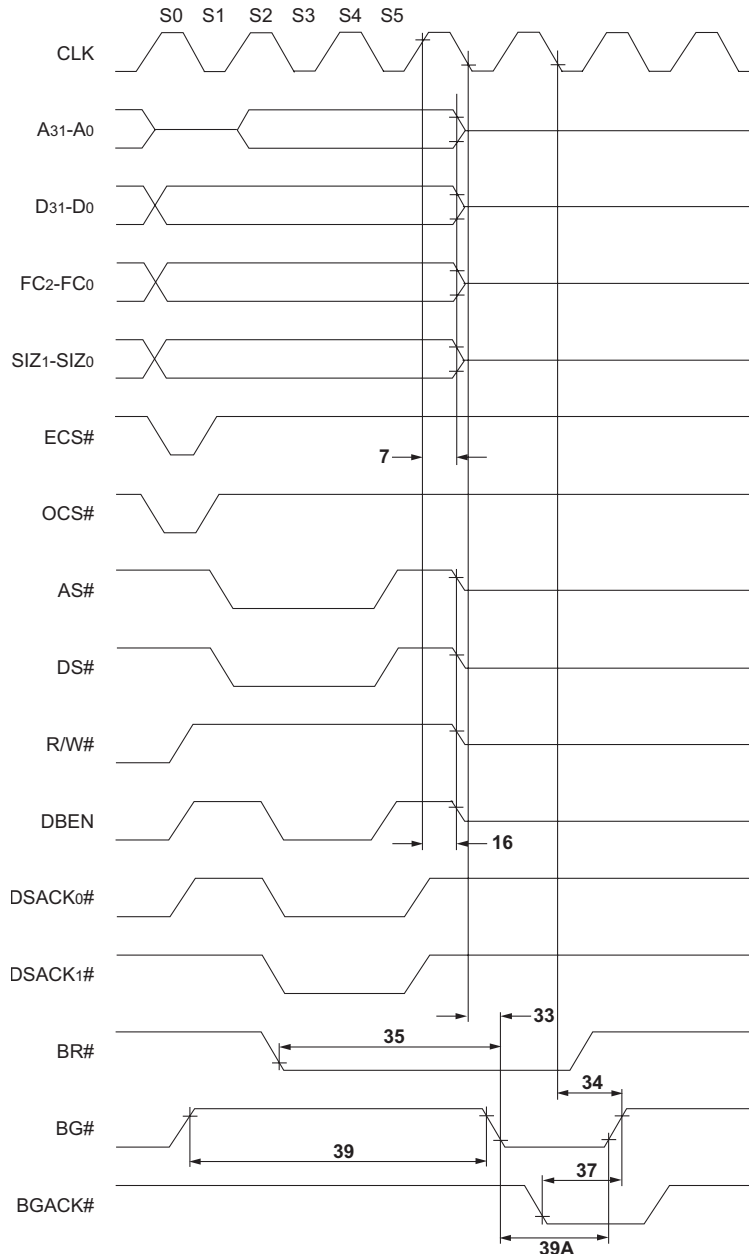 S0 S1 S2 S3 S4 S5
CLK
A31-A0
D31-D0
FC2-FC0
SIZ1-SIZ0
ECS#
7
OCS#
AS#
DS#
R/W#
DBEN
16
DSACK0#
DSACK1#
33
35
BR#
34
BG#
39
37
BGACK#
39A